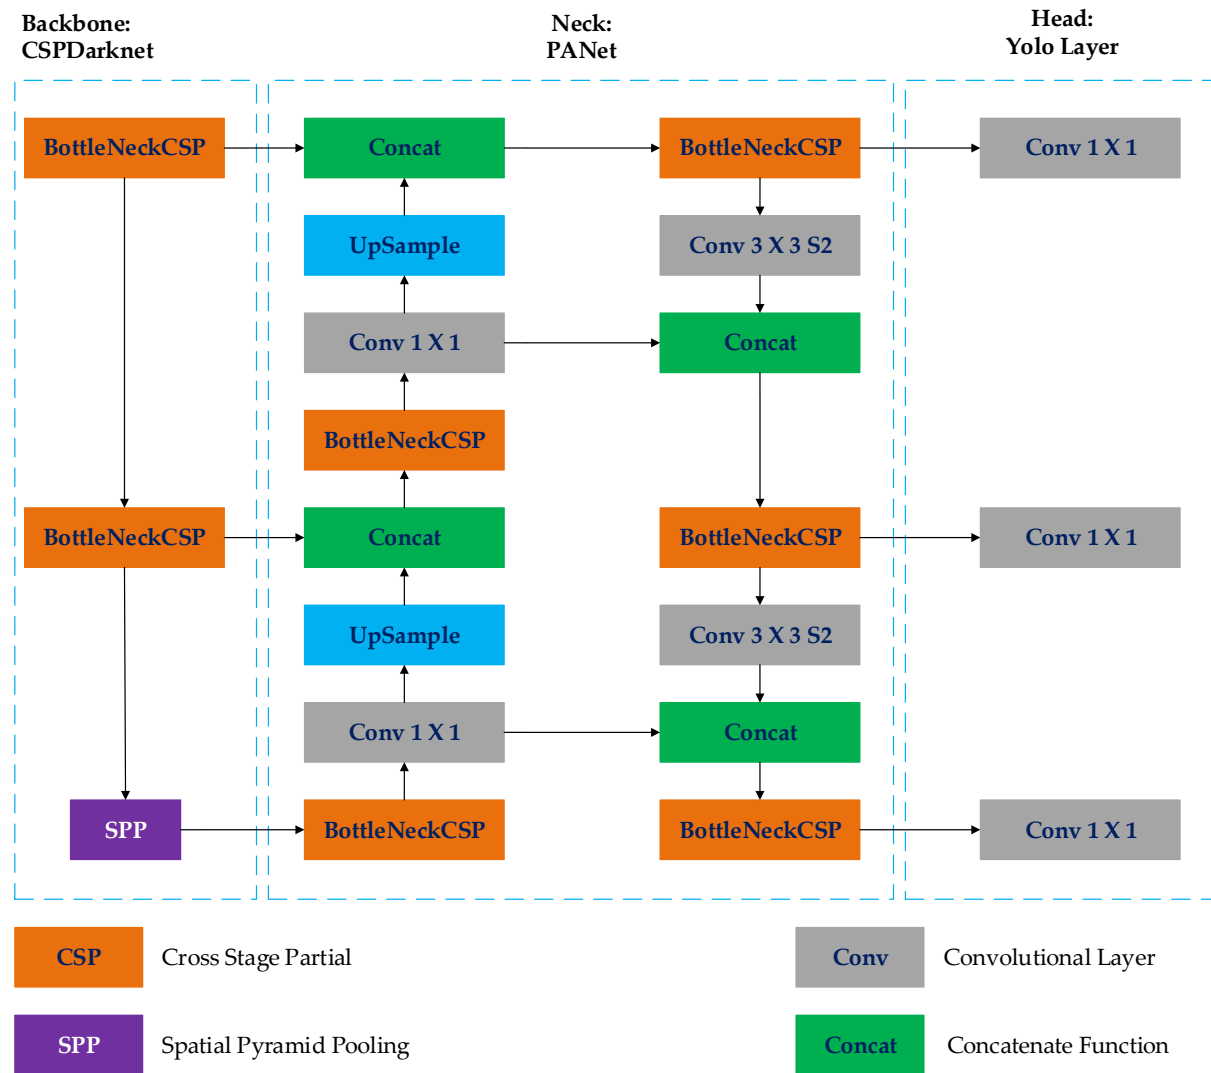 Backbone:
CSPDarknet
Neck:
PANet
Head:
Yolo Layer
BottleNeckCSP
Concat
BottleNeckCSP
Conv 1 X 1
UpSample
Conv 3 X 3 S2
Conv 1 X 1
Concat
BottleNeckCSP
BottleNeckCSP
Concat
BottleNeckCSP
Conv 1 X 1
UpSample
Conv 3 X 3 S2
Conv 1 X 1
Concat
SPP
BottleNeckCSP
BottleNeckCSP
Conv 1 X 1
CSP
Cross Stage Partial
Conv
Convolutional Layer
SPP
Spatial Pyramid Pooling
Concat
Concatenate Function